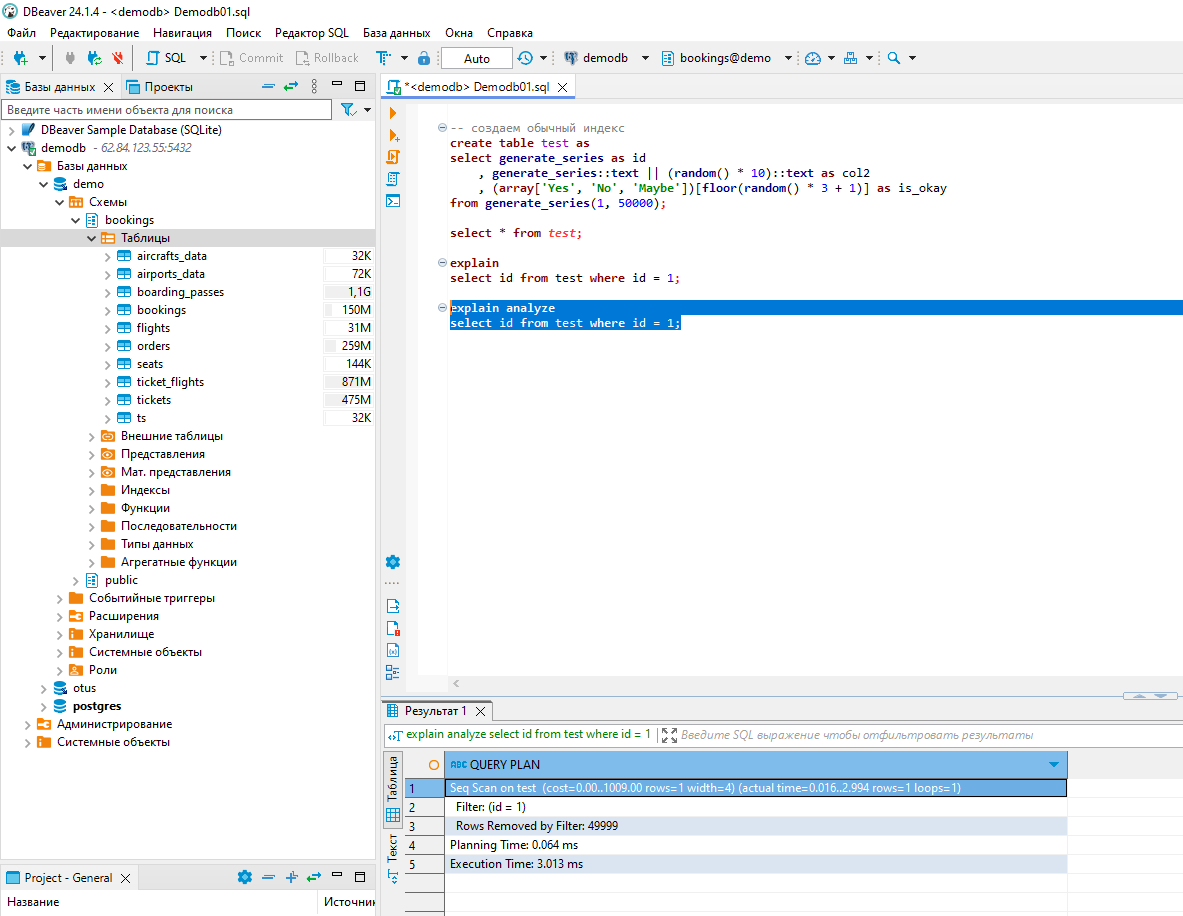 DBeaver 24.1.4 - <demodb> Demodb01.sql
Файл Редактирование Навигация Поиск Редактор SQL База данных Окна Справка
SQL Commit Rollback Auto demodb bookings@demo
Базы данных Проекты
Введите часть имени объекта для поиска
DBeaver Sample Database (SQLite)
demodb - 62.84.123.55:5432
Базы данных
demo
Схемы
bookings
Таблицы
aircrafts_data 32K
airports_data 72K
boarding_passes 1,1G
bookings 150M
flights 31M
orders 259M
seats 144K
ticket_flights 871M
tickets 475M
ts 32K
Внешние таблицы
Представления
Мат. представления
Индексы
Функции
Последовательности
Типы данных
Агрегатные функции
public
Событийные триггеры
Расширения
Хранилище
Системные объекты
Роли
otus
postgres
Администрирование
Системные объекты
Project - General
Название Источник
*<demodb> Demodb01.sql
-- создаем обычный индекс
create table test as
select generate_series as id
, generate_series::text || (random() * 10)::text as col2
, (array['Yes', 'No', 'Maybe'])[floor(random() * 3 + 1)] as is_okay
from generate_series(1, 50000);
select * from test;
explain
select id from test where id = 1;
explain analyze
select id from test where id = 1;
Результат 1
explain analyze select id from test where id = 1 Введите SQL выражение чтобы отфильтровать результаты
Таблица
Текст
ABC QUERY PLAN
1 Seq Scan on test (cost=0.00..1009.00 rows=1 width=4) (actual time=0.016..2.994 rows=1 loops=1)
2 Filter: (id = 1)
3 Rows Removed by Filter: 49999
4 Planning Time: 0.064 ms
5 Execution Time: 3.013 ms